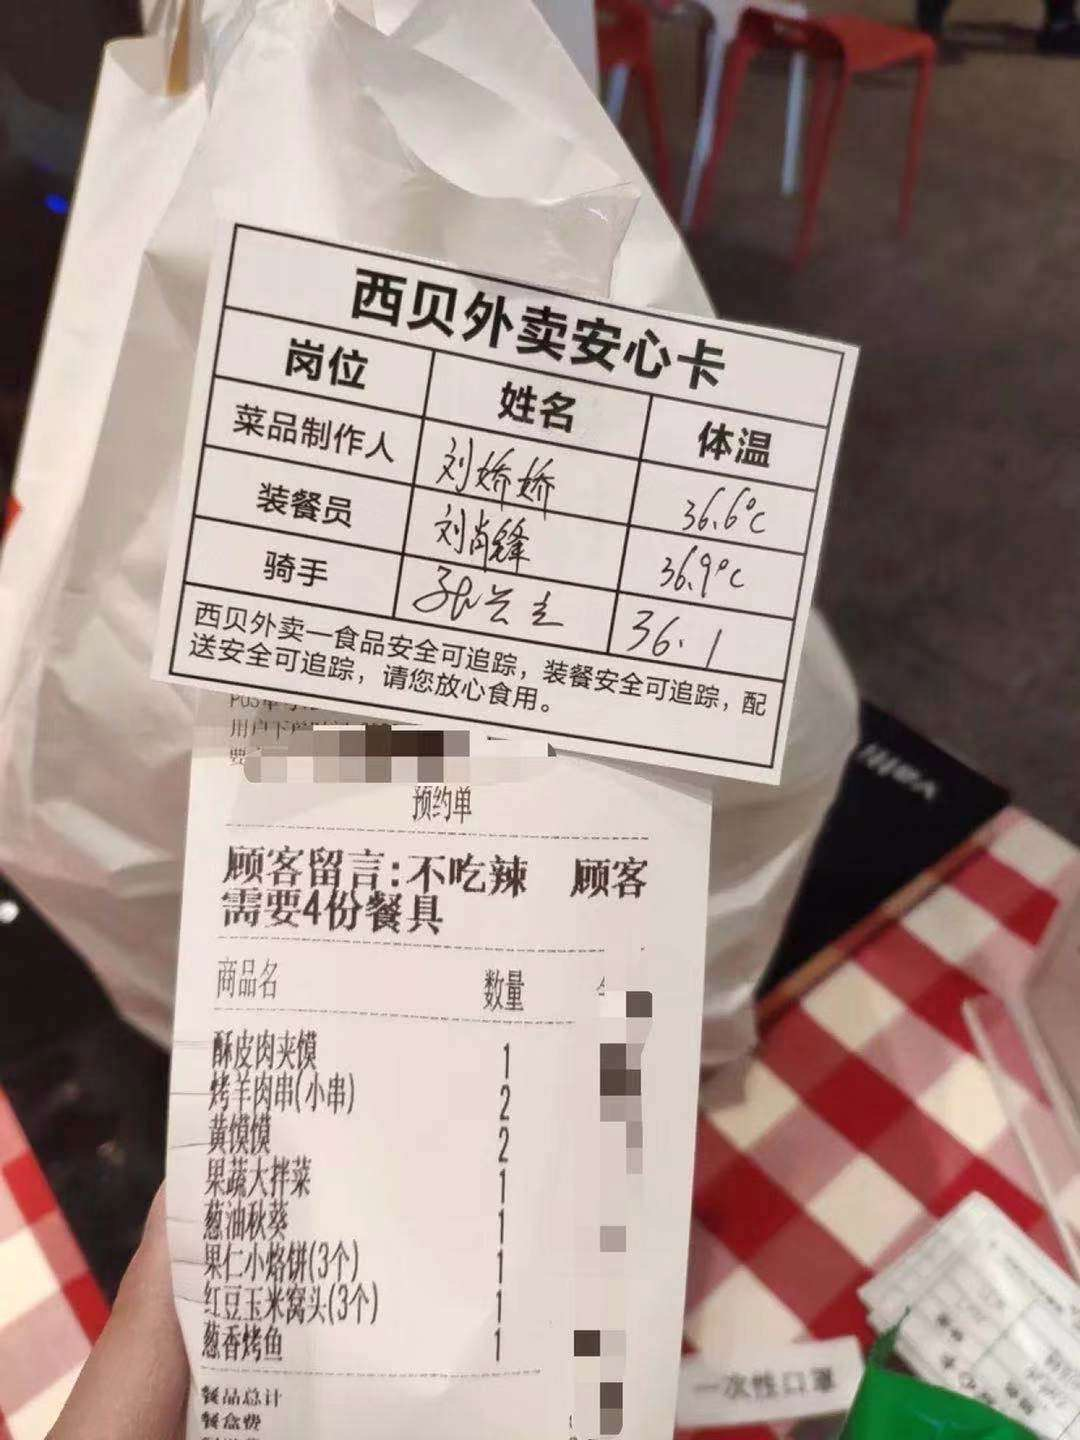 西贝外卖安心卡
岗位 姓名 体温
菜品制作人 刘娇娇 36.6℃
装餐员 刘肖锋 36.9℃
骑手 36.1
西贝外卖—食品安全可追踪，装餐安全可追踪，配
送安全可追踪，请您放心食用。
预约单
顾客留言:不吃辣 顾客
需要4份餐具
商品名 数量
酥皮肉夹馍 1
烤羊肉串(小串) 2
黄馍馍 2
果蔬大拌菜 1
葱油秋葵 1
果仁小烙饼(3个) 1
红豆玉米窝头(3个) 1
葱香烤鱼 1
餐品总计
餐盒费
一次性口罩